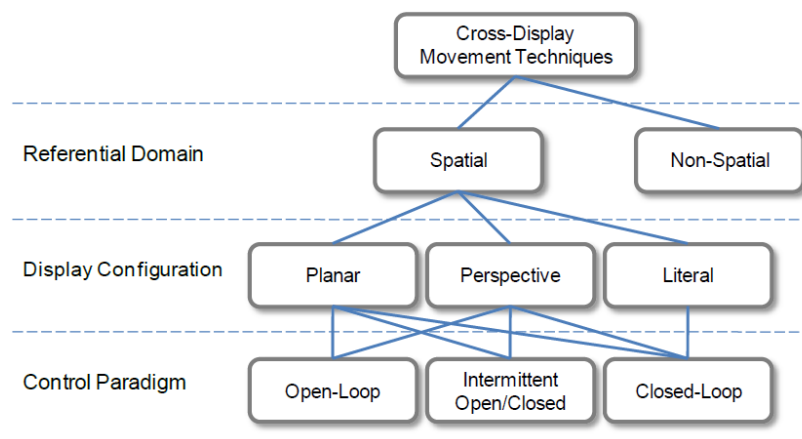 Cross-Display
Movement Techniques
Referential Domain
Spatial
Non-Spatial
Display Configuration
Planar
Perspective
Literal
Control Paradigm
Open-Loop
Intermittent
Open/Closed
Closed-Loop